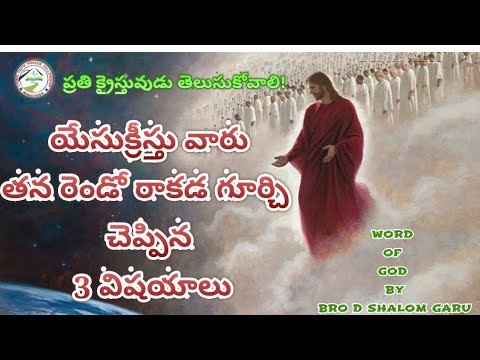 ప్రతి క్రైస్తవుడు తెలుసుకోవాలి!
యేసుక్రీస్తు వారు
తన రెండో రాకడ గూర్చి
చెప్పిన
3 విషయాలు
WORD
OF
GOD
BY
BRO D SHALOM GARU